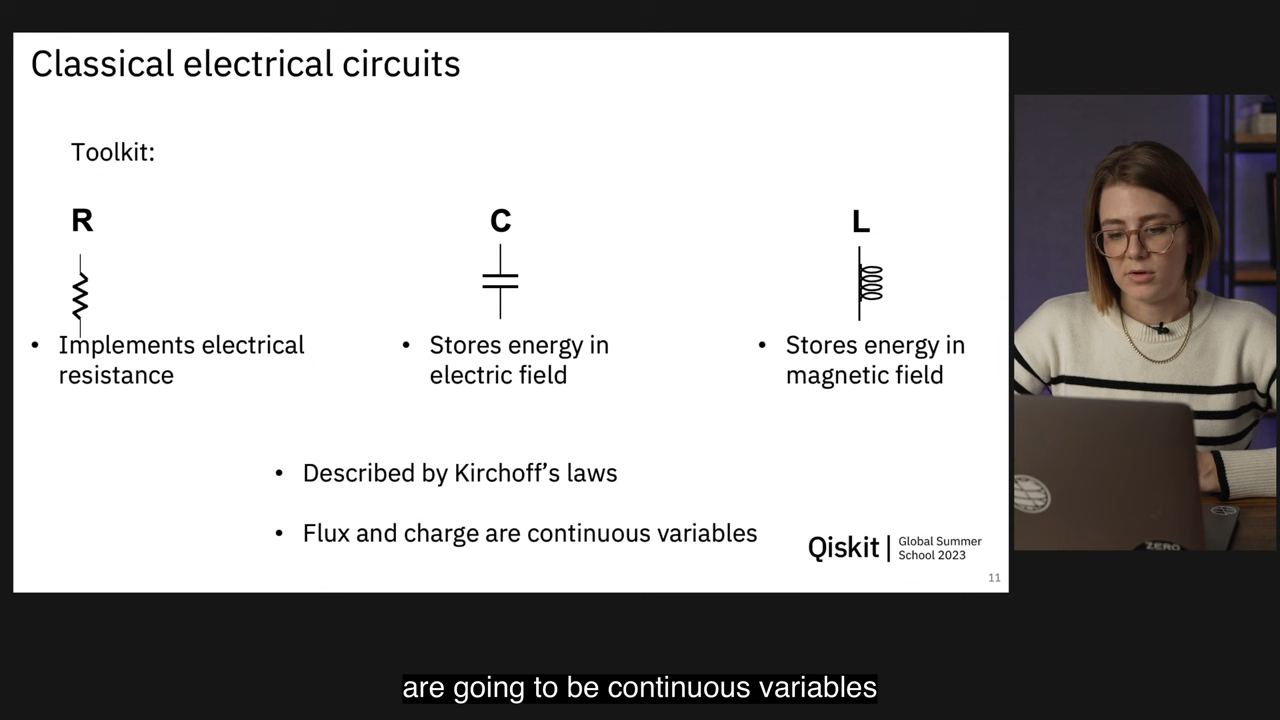 Classical electrical circuits
Toolkit:
R
C
L
• Implements electrical
resistance
• Stores energy in
electric field
• Stores energy in
magnetic field
• Described by Kirchoff's laws
• Flux and charge are continuous variables
Qiskit | Global Summer
School 2023
11
ZERO
are going to be continuous variables